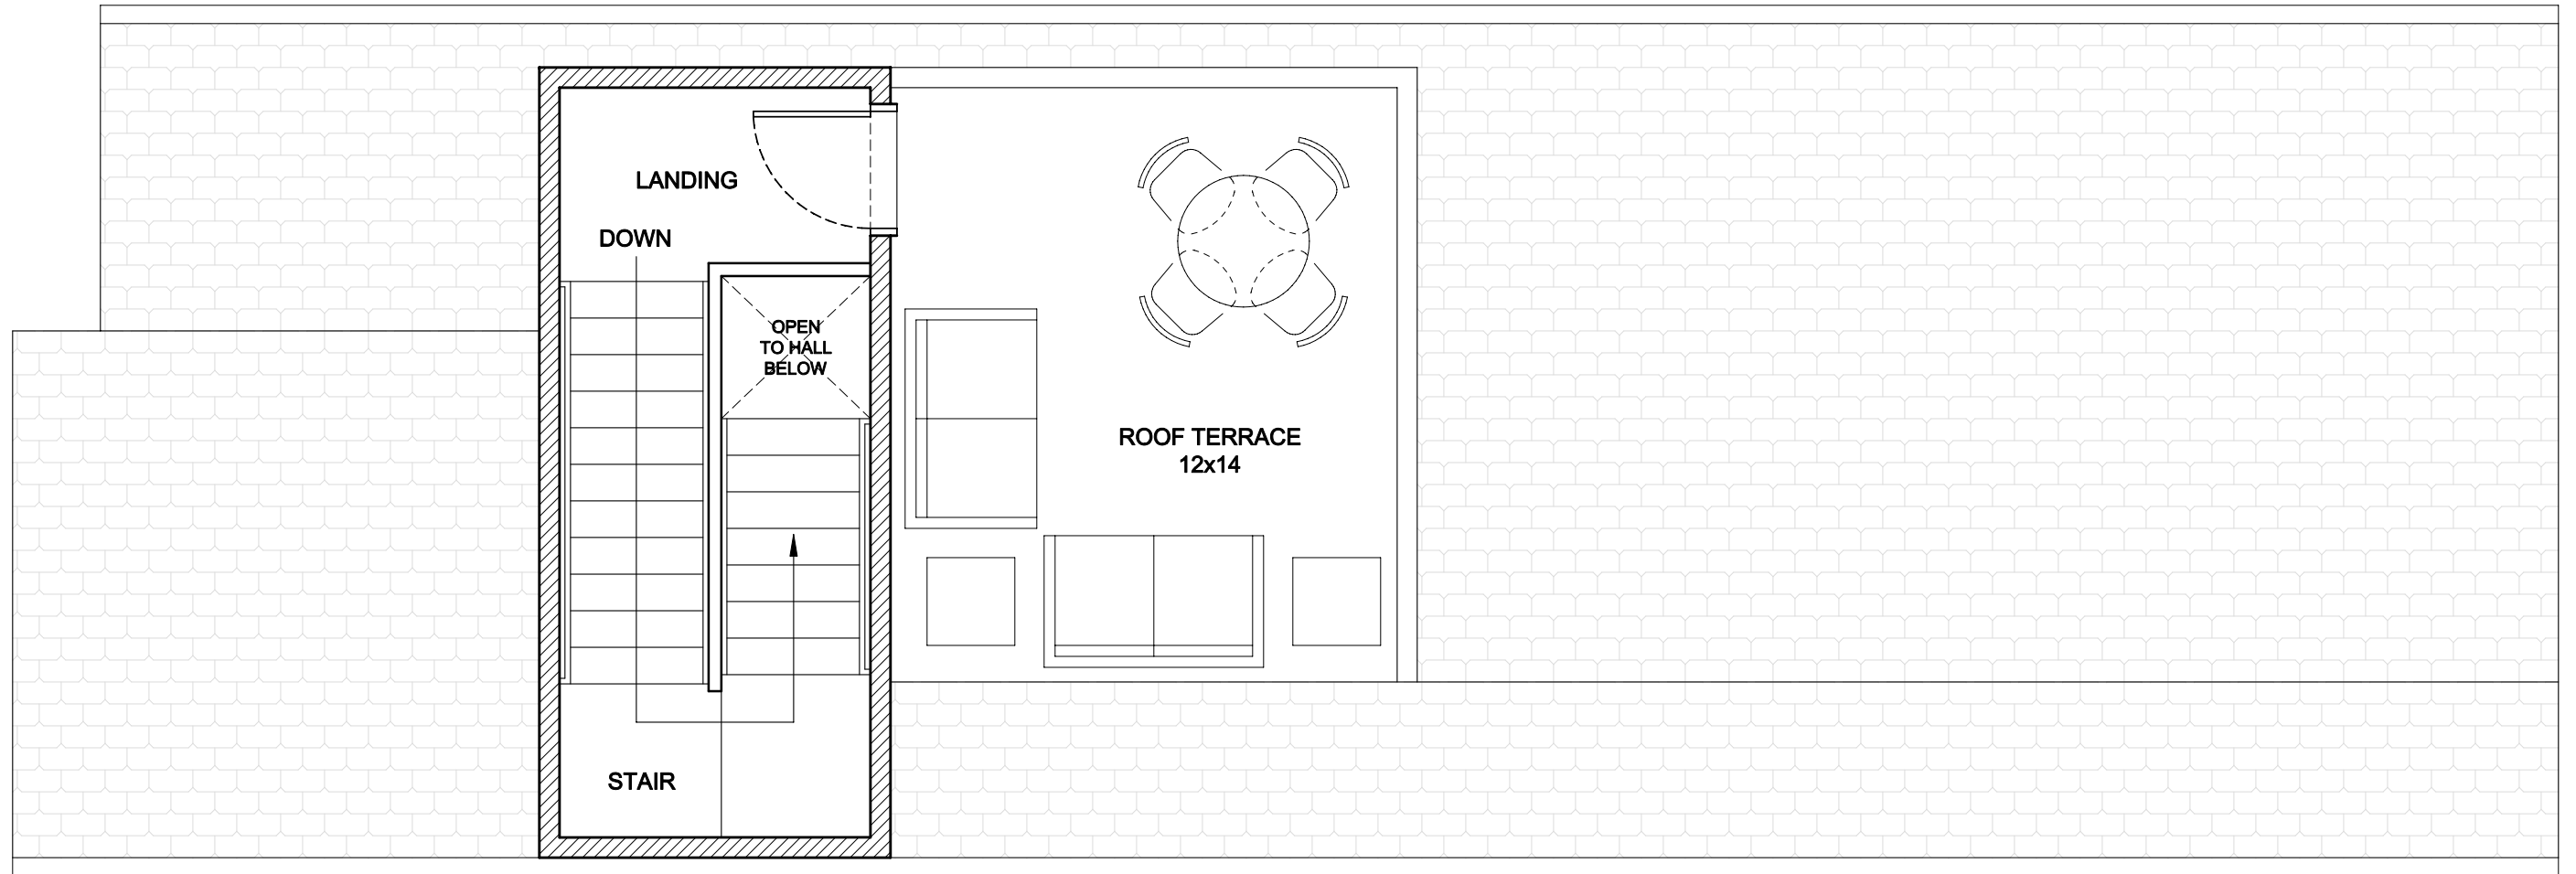 LANDING
DOWN
OPEN
TO HALL
BELOW
ROOF TERRACE
12x14
STAIR